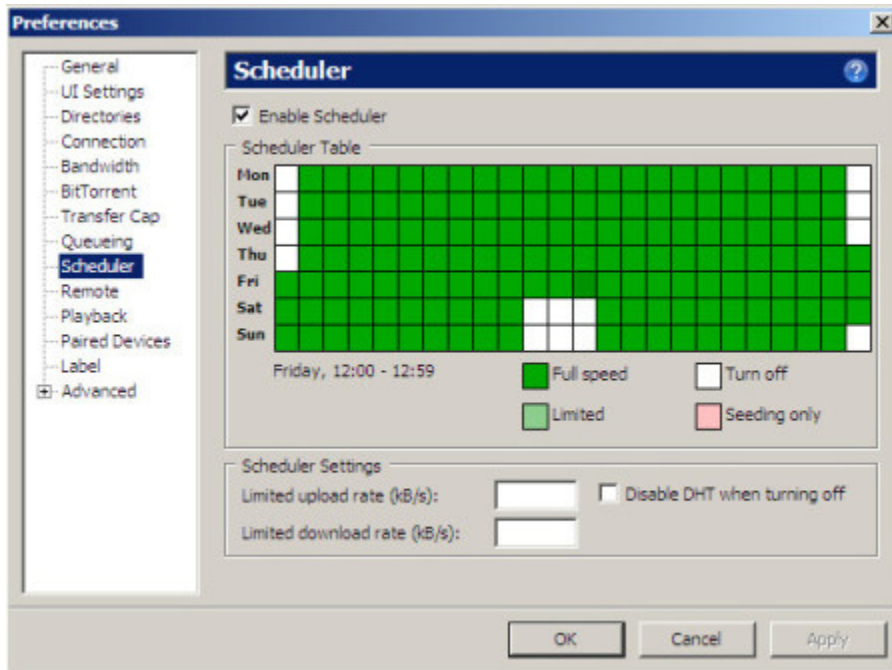 Preferences
General
UI Settings
Directories
Connection
Bandwidth
BitTorrent
Transfer Cap
Queueing
Scheduler
Remote
Playback
Paired Devices
Label
Advanced
Scheduler
Enable Scheduler
Scheduler Table
Mon
Tue
Wed
Thu
Fri
Sat
Sun
Friday, 12:00 - 12:59
Full speed
Turn off
Limited
Seeding only
Scheduler Settings
Limited upload rate (kB/s):
Disable DHT when turning off
Limited download rate (kB/s):
OK
Cancel
Apply